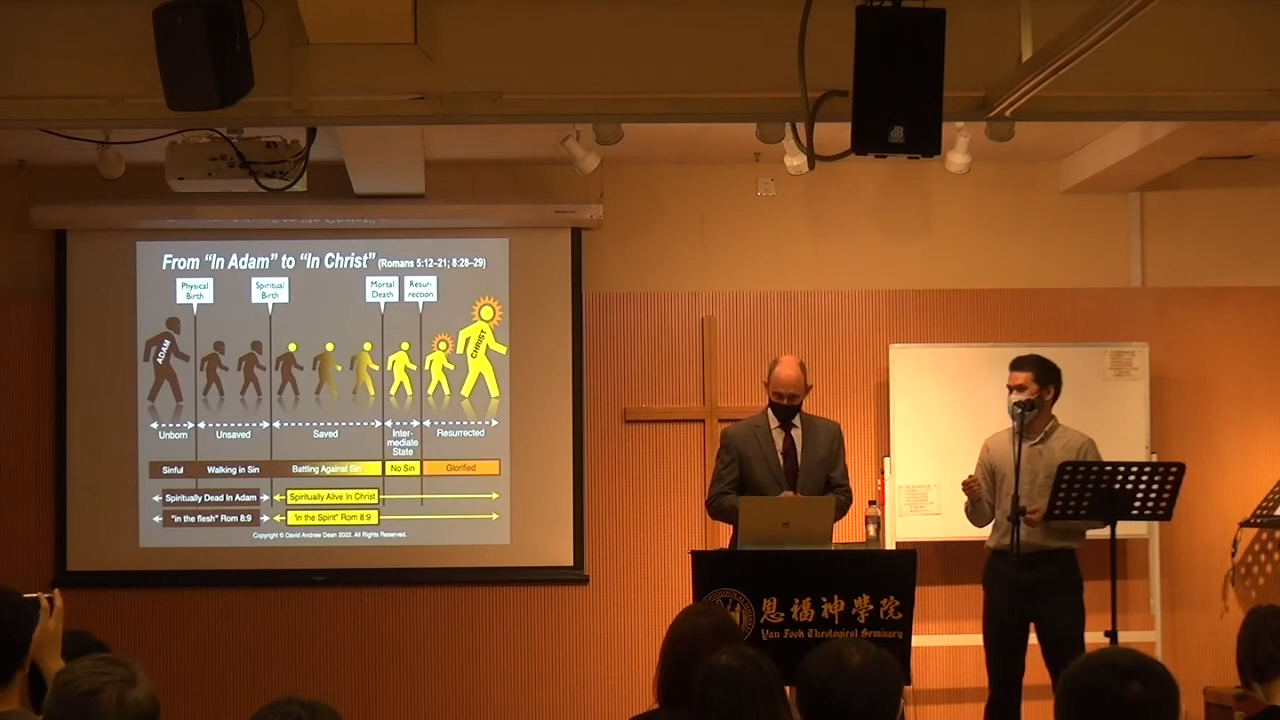 From “In Adam” to “In Christ” (Romans 5:12–21; 8:28–29)
Physical Birth
Spiritual Birth
Mortal Death
Resur-rection
ADAM
CHRIST
Unborn
Unsaved
Saved
Inter-mediate State
Resurrected
Sinful
Walking in Sin
Battling Against Sin
No Sin
Glorified
Spiritually Dead In Adam
Spiritually Alive In Christ
"in the flesh" Rom 8:9
"in the Spirit" Rom 8:9
Copyright © David Andrew Dean 2022. All Rights Reserved.
恩福神學院
Yan Fook Theological Seminary